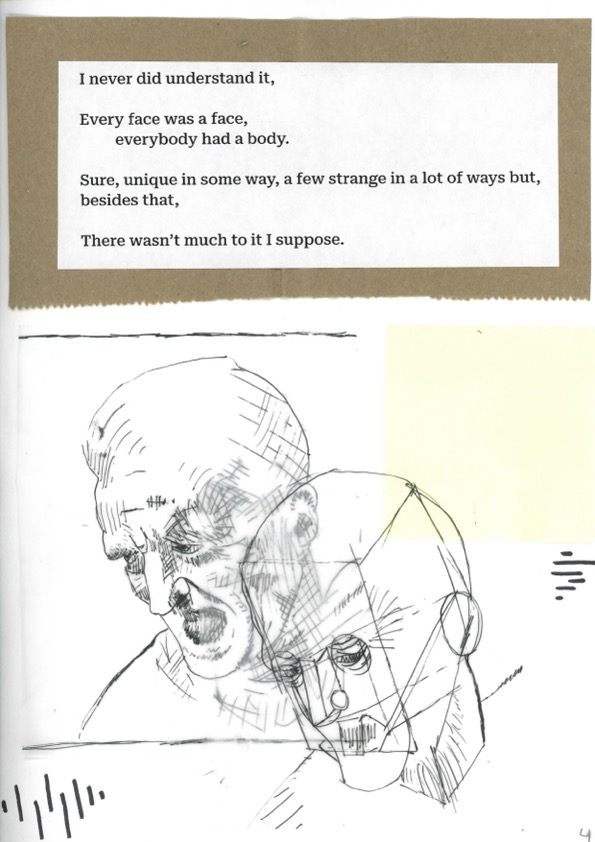 I never did understand it,
Every face was a face,
everybody had a body.
Sure, unique in some way, a few strange in a lot of ways but,
besides that,
There wasn't much to it I suppose.
4